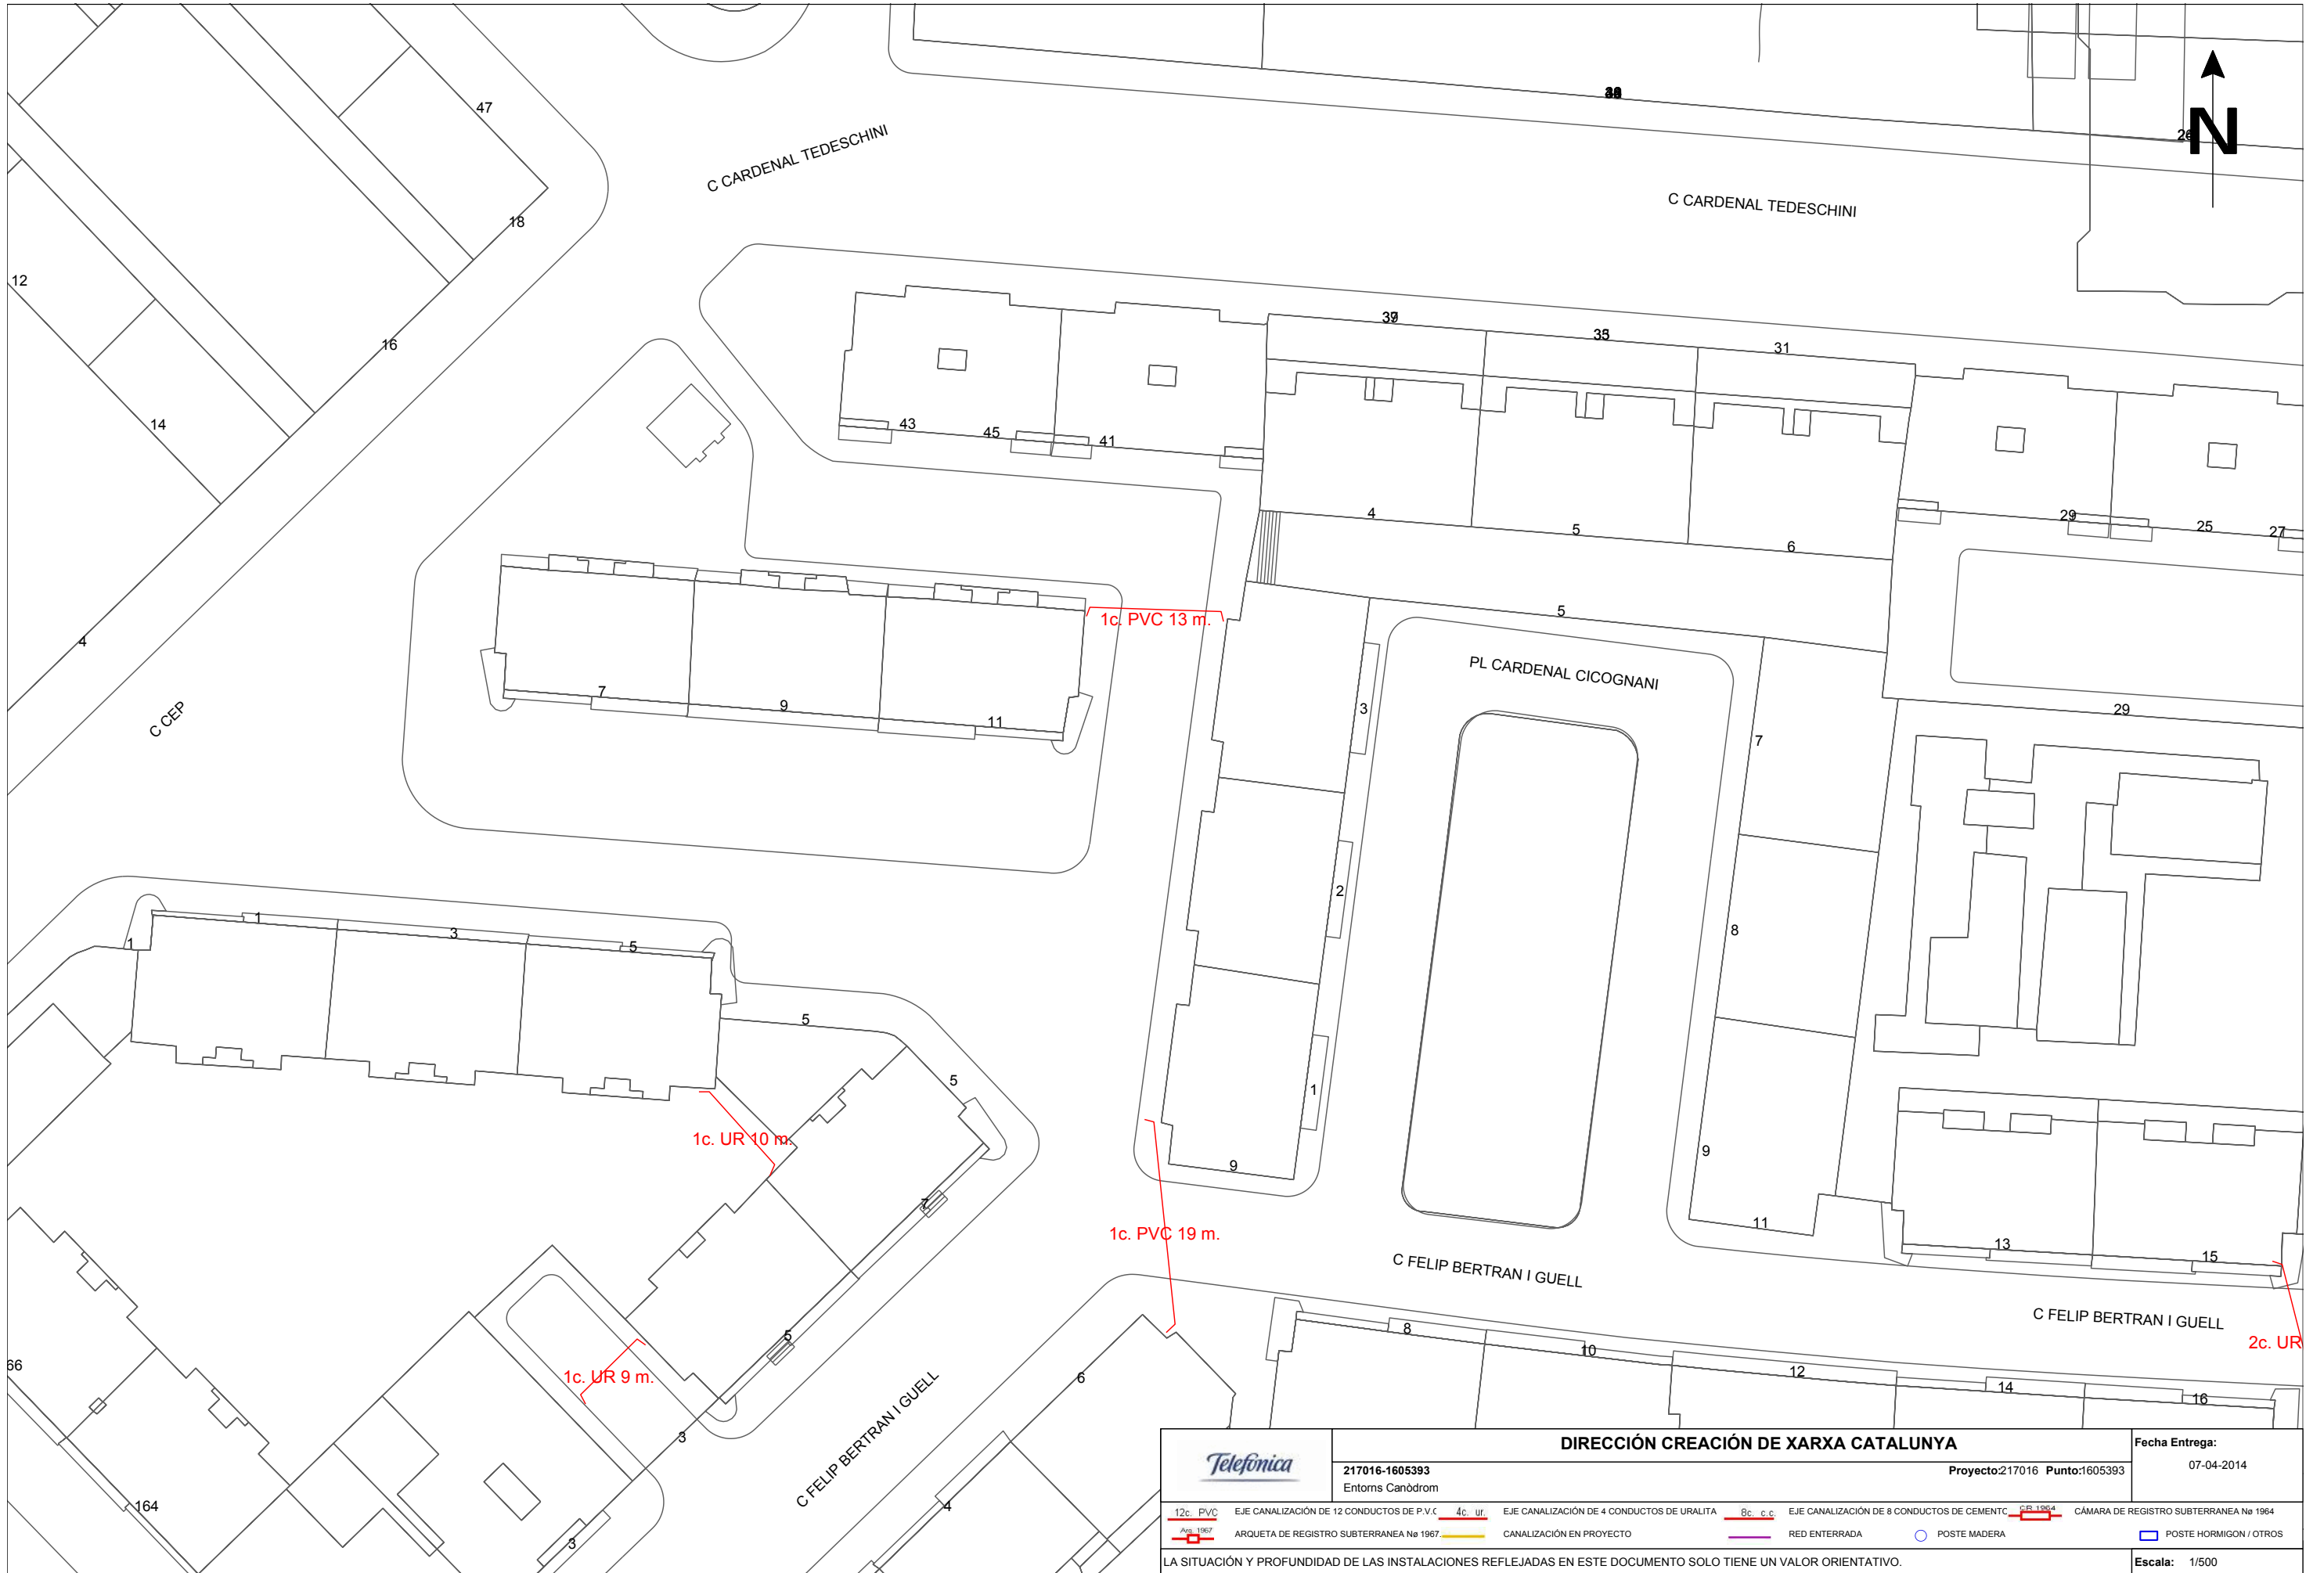 47
C CARDENAL TEDESCHINI
18
N
C CARDENAL TEDESCHINI
12
16
14
39
35
31
43
45
41
4
5
6
29
25
27
4
C CEP
7
9
11
1c. PVC 13 m.
5
PL CARDENAL CICOGNANI
3
7
29
2
8
1
1
3
5
5
5
1
9
1c. UR 10 m.
7
9
11
13
15
1c. PVC 19 m.
C FELIP BERTRAN I GUELL
C FELIP BERTRAN I GUELL
2c. UR
5
8
10
12
14
16
66
1c. UR 9 m.
6
3
C FELIP BERTRAN I GUELL
164
4
3
Telefónica
DIRECCIÓN CREACIÓN DE XARXA CATALUNYA
Fecha Entrega:
07-04-2014
217016-1605393
Proyecto:217016 Punto:1605393
Entorns Canòdrom
12c. PVC EJE CANALIZACIÓN DE 12 CONDUCTOS DE P.V.C
4c. ur. EJE CANALIZACIÓN DE 4 CONDUCTOS DE URALITA
8c. c.c. EJE CANALIZACIÓN DE 8 CONDUCTOS DE CEMENTO
C.R. 1964 CÁMARA DE REGISTRO SUBTERRANEA Nø 1964
Arq. 1967 ARQUETA DE REGISTRO SUBTERRANEA Nø 1967.
CANALIZACIÓN EN PROYECTO
RED ENTERRADA
POSTE MADERA
POSTE HORMIGON / OTROS
LA SITUACIÓN Y PROFUNDIDAD DE LAS INSTALACIONES REFLEJADAS EN ESTE DOCUMENTO SOLO TIENE UN VALOR ORIENTATIVO.
Escala: 1/500